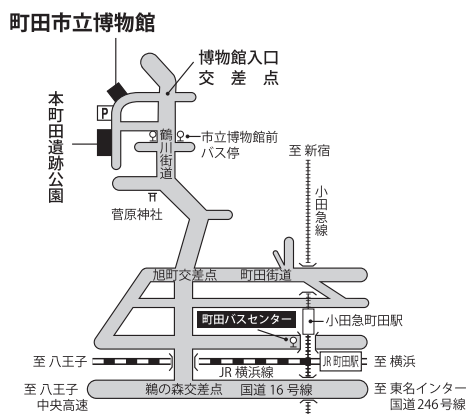 町田市立博物館
博物館入口
交差点
本町田遺跡公園
P
鶴川街道
市立博物館前
バス停
至 新宿
菅原神社
小田急線
旭町交差点
町田街道
町田バスセンター
小田急町田駅
至 八王子
JR 横浜線
JR町田駅
至 横浜
至 八王子
中央高速
鵜の森交差点
国道 16 号線
至 東名インター
国道246号線